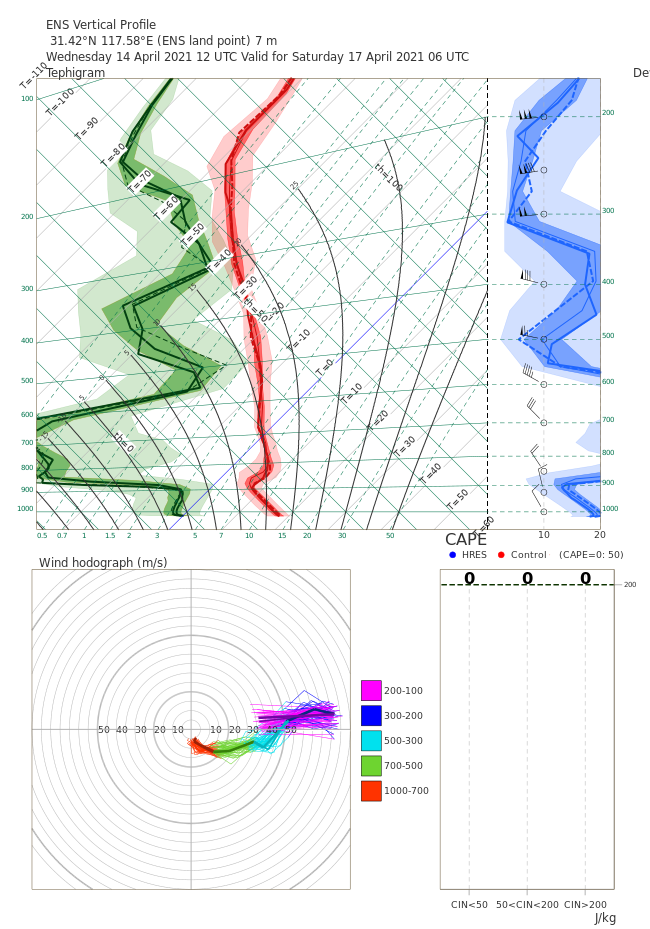 ENS Vertical Profile
31.42°N 117.58°E (ENS land point) 7 m
Wednesday 14 April 2021 12 UTC Valid for Saturday 17 April 2021 06 UTC
Tephigram
De
T=-110
T=-100
T=-90
T=-80
T=-70
T=-60
T=-50
T=-40
T=-30
T=-20
T=-10
T=0
T=10
T=20
T=30
T=40
T=50
T=60
th=100
th=50
th=0
100
200
300
400
500
600
700
800
900
1000
0.5 0.7 1 1.5 2 3 5 7 10 15 20 30 50
200
300
400
500
600
700
800
900
1000
10 20
CAPE
HRES Control (CAPE=0: 50)
0 0 0
200
CIN<50 50<CIN<200 CIN>200
J/kg
Wind hodograph (m/s)
50 40 30 20 10 10 20 30 40 50
200-100
300-200
500-300
700-500
1000-700